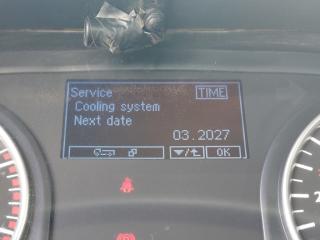 Service TIME
Cooling system
Next date
03.2027
OK